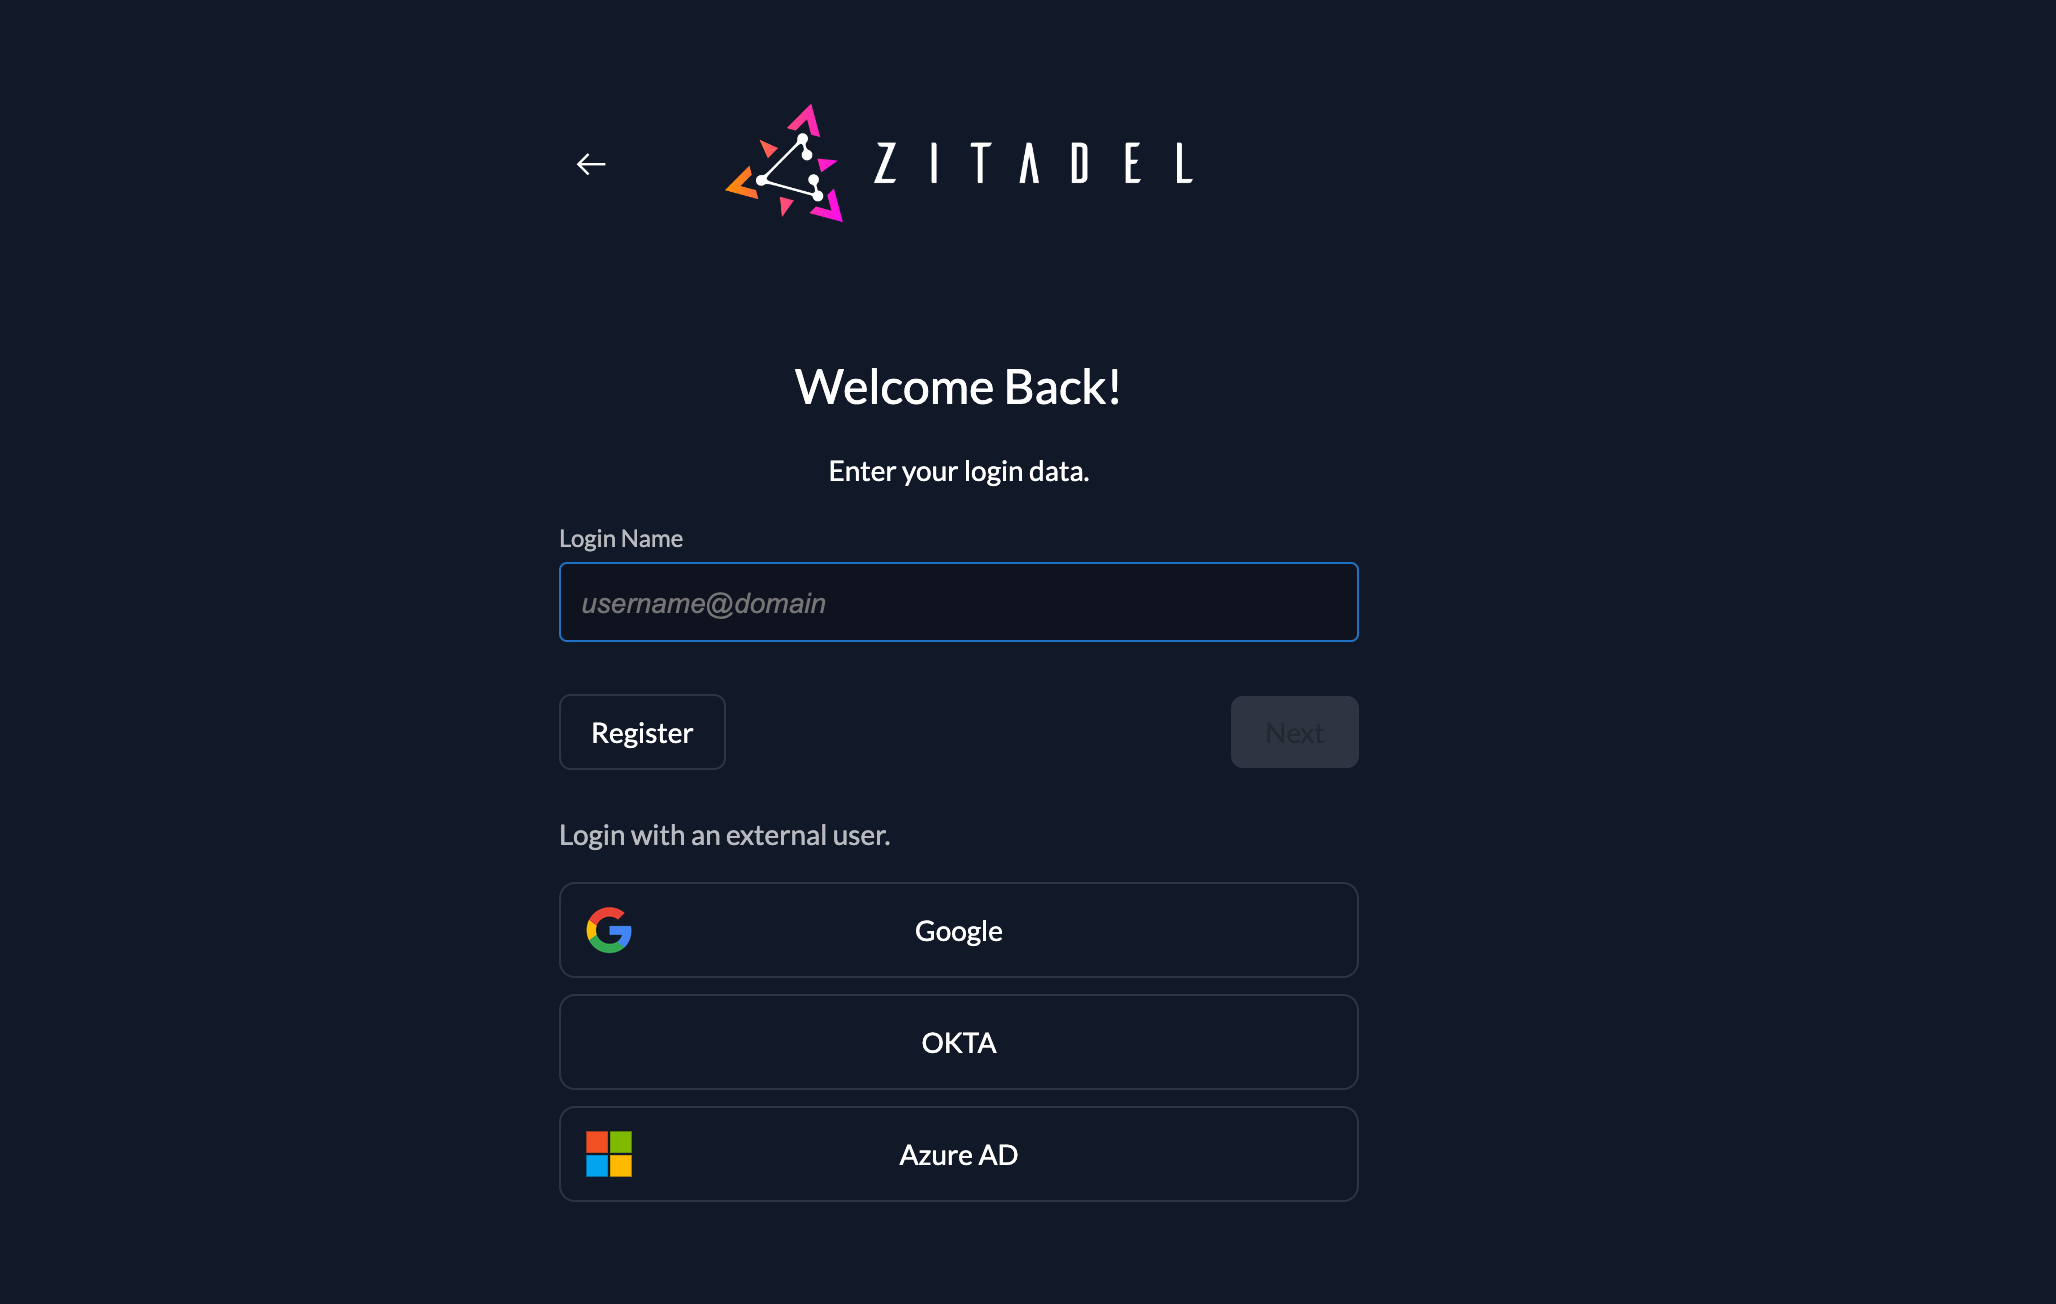 ZITADEL
Welcome Back!
Enter your login data.
Login Name
username@domain
Register
Next
Login with an external user.
Google
OKTA
Azure AD